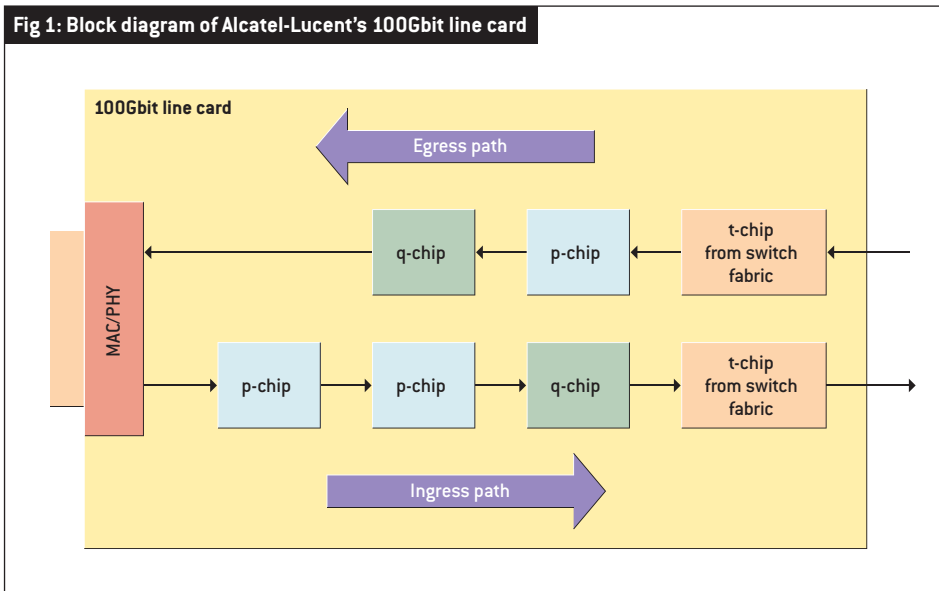 Fig 1: Block diagram of Alcatel-Lucent's 100Gbit line card
100Gbit line card
Egress path
q-chip
p-chip
t-chip
from switch
fabric
MAC/PHY
p-chip
p-chip
q-chip
t-chip
from switch
fabric
Ingress path